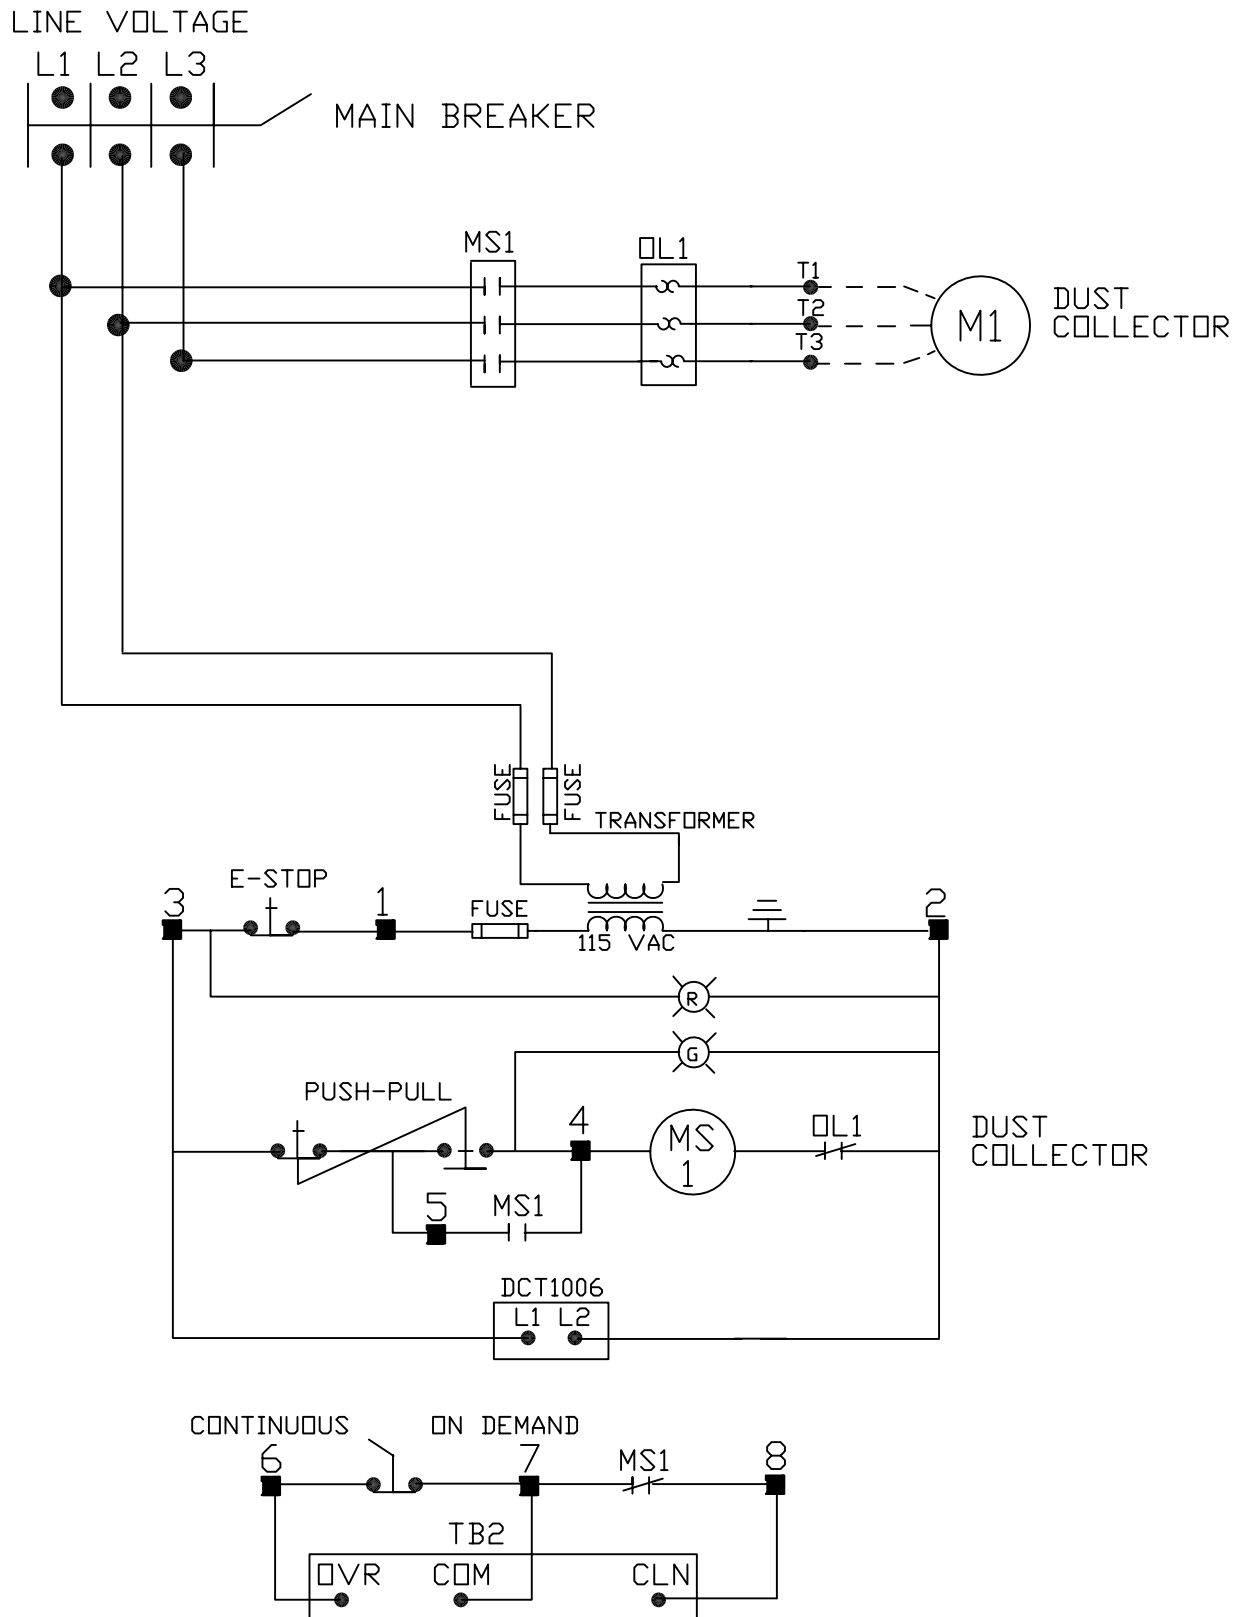 LINE VOLTAGE
L1 L2 L3
MAIN BREAKER
MS1
OL1
T1
T2
T3
M1
DUST
COLLECTOR
FUSE
FUSE
TRANSFORMER
E-STOP
3
1
FUSE
115 VAC
2
R
G
PUSH-PULL
4
MS
1
OL1
DUST
COLLECTOR
5
MS1
DCT1006
L1 L2
CONTINUOUS
ON DEMAND
6
7
MS1
8
TB2
OVR
COM
CLN